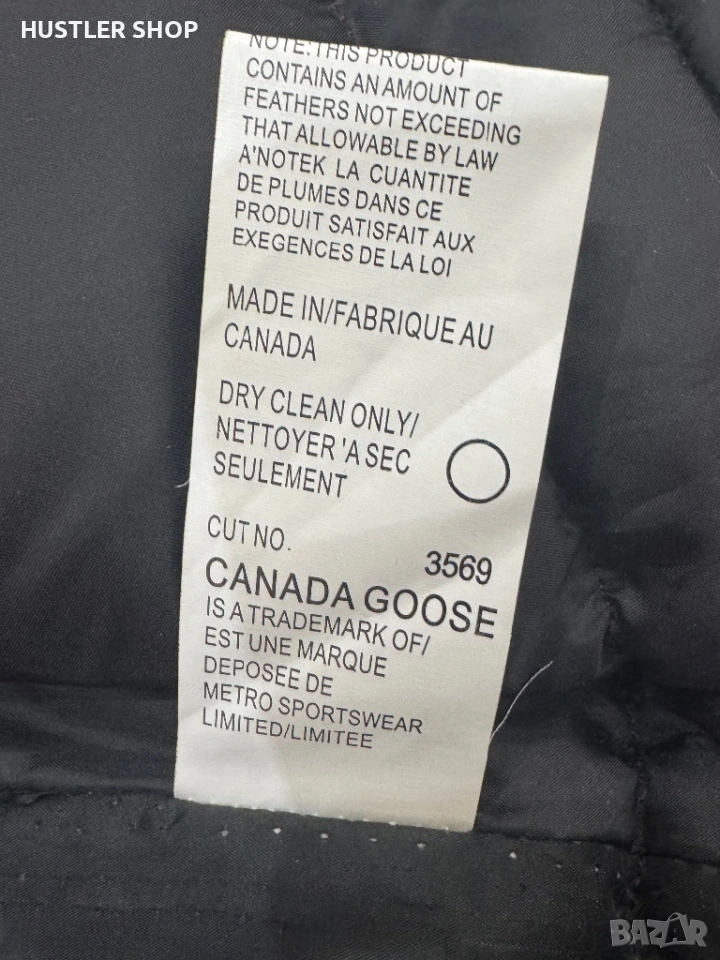 HUSTLER SHOP
NOTE: THIS PRODUCT
CONTAINS AN AMOUNT OF
FEATHERS NOT EXCEEDING
THAT ALLOWABLE BY LAW
A'NOTEK LA CUANTITE
DE PLUMES DANS CE
PRODUIT SATISFAIT AUX
EXEGENCES DE LA LOI
MADE IN/FABRIQUE AU
CANADA
DRY CLEAN ONLY/
NETTOYER 'A SEC
SEULEMENT
CUT NO. 3569
CANADA GOOSE
IS A TRADEMARK OF/
EST UNE MARQUE
DEPOSEE DE
METRO SPORTSWEAR
LIMITED/LIMITEE
BAZAR